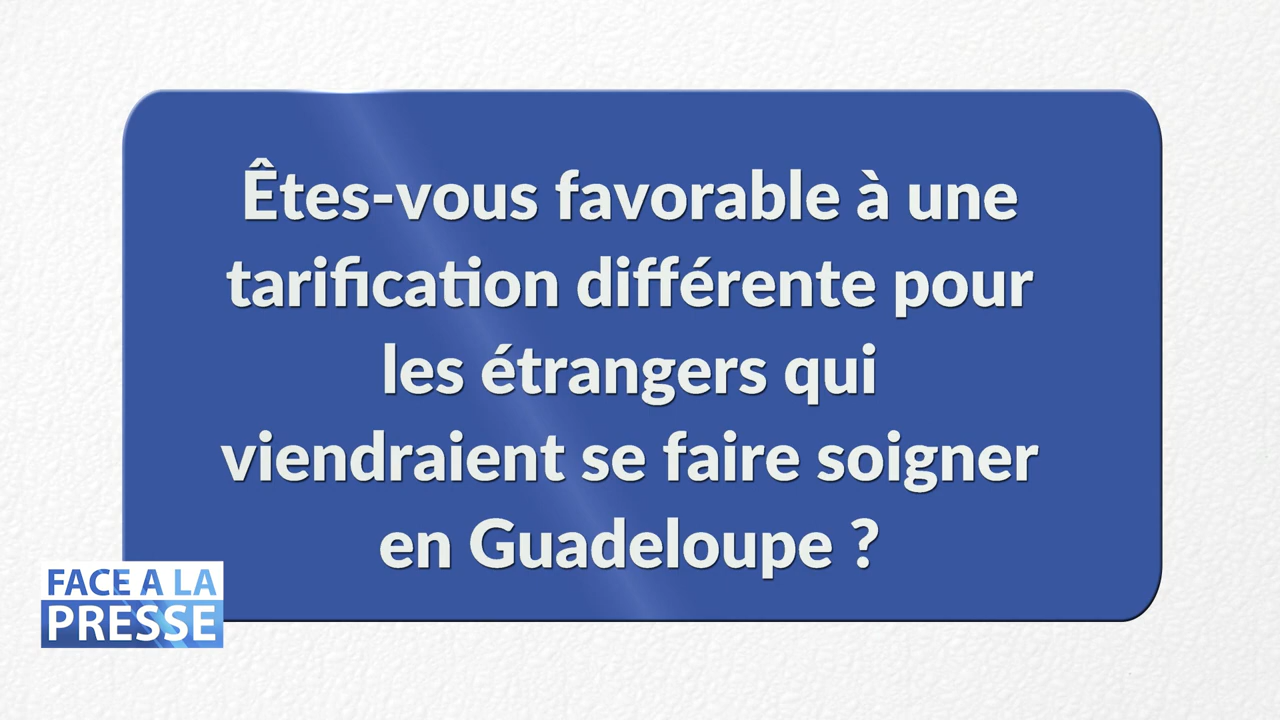 Êtes-vous favorable à une
tarification différente pour
les étrangers qui
viendraient se faire soigner
en Guadeloupe ?
FACE A LA
PRESSE